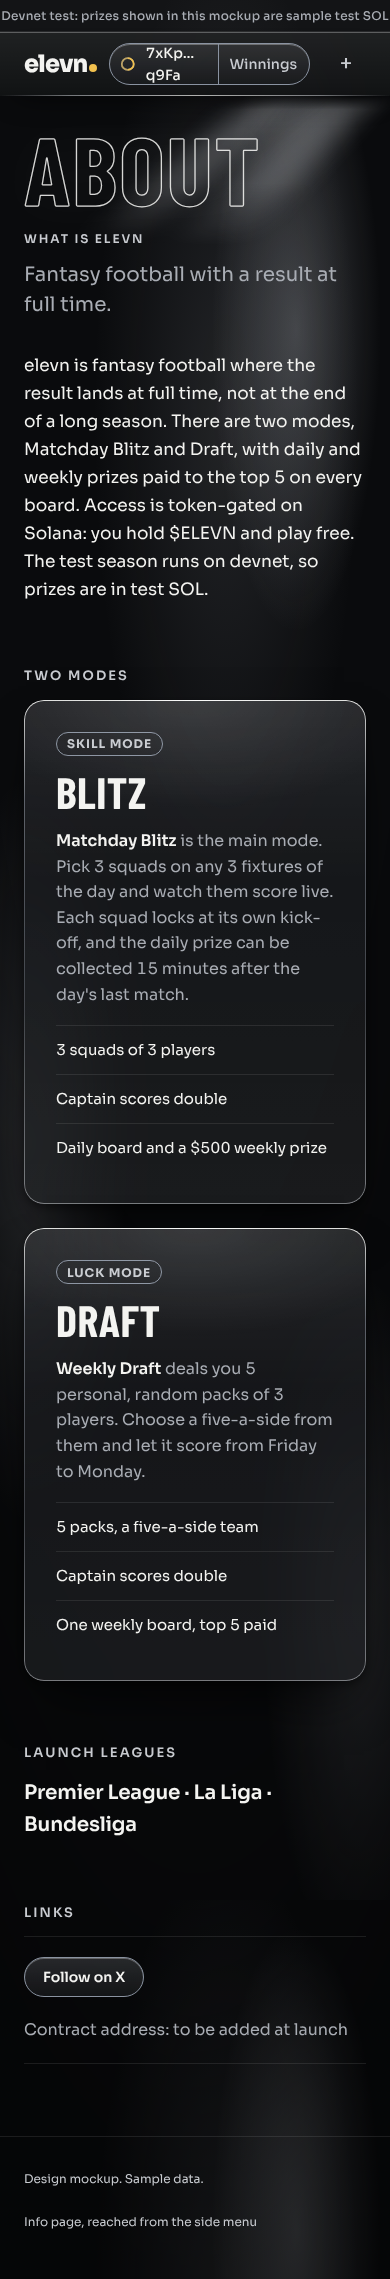 Devnet test: prizes shown in this mockup are sample test SOL
elevn.
7xKp...
q9Fa
Winnings
+
ABOUT
WHAT IS ELEVN
Fantasy football with a result at
full time.
elevn is fantasy football where the
result lands at full time, not at the end
of a long season. There are two modes,
Matchday Blitz and Draft, with daily and
weekly prizes paid to the top 5 on every
board. Access is token-gated on
Solana: you hold $ELEVN and play free.
The test season runs on devnet, so
prizes are in test SOL.
TWO MODES
SKILL MODE
BLITZ
Matchday Blitz is the main mode.
Pick 3 squads on any 3 fixtures of
the day and watch them score live.
Each squad locks at its own kick-
off, and the daily prize can be
collected 15 minutes after the
day's last match.
3 squads of 3 players
Captain scores double
Daily board and a $500 weekly prize
LUCK MODE
DRAFT
Weekly Draft deals you 5
personal, random packs of 3
players. Choose a five-a-side from
them and let it score from Friday
to Monday.
5 packs, a five-a-side team
Captain scores double
One weekly board, top 5 paid
LAUNCH LEAGUES
Premier League · La Liga ·
Bundesliga
LINKS
Follow on X
Contract address: to be added at launch
Design mockup. Sample data.
Info page, reached from the side menu